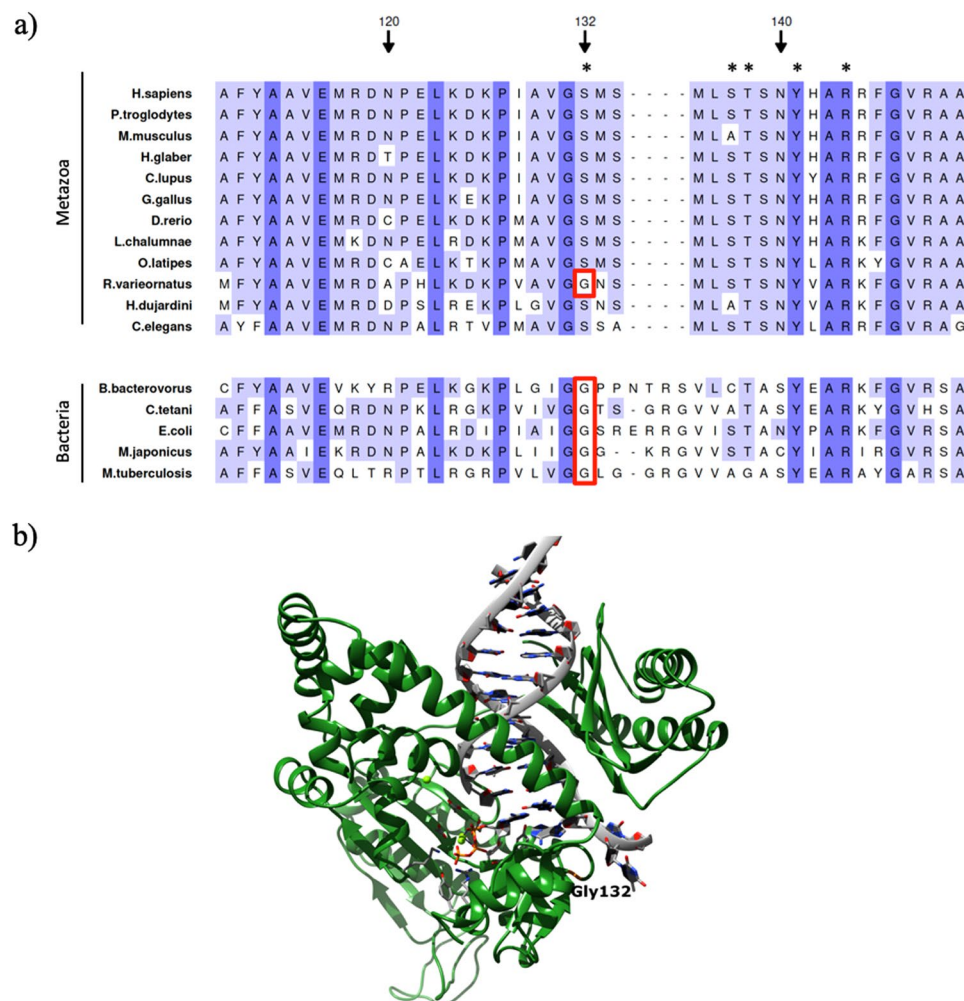 a)
120 132 140
* * * * *
Metazoa
H.sapiens A F Y A A V E M R D N P E L K D K P I A V G S M S - - - - M L S T S N Y H A R R F G V R A A
P.troglodytes A F Y A A V E M R D N P E L K D K P I A V G S M S - - - - M L S T S N Y H A R R F G V R A A
M.musculus A F Y A A V E M R D N P E L K D K P I A V G S M S - - - - M L A T S N Y H A R R F G V R A A
H.glaber A F Y A A V E M R D T P E L K D K P I A V G S M S - - - - M L S T S N Y H A R R F G V R A A
C.lupus A F Y A A V E M R D N P E L K D K P I A V G S M S - - - - M L S T S N Y Y A R R F G V R A A
G.gallus A F Y A A V E M R D N P E L K E K P I A V G S M S - - - - M L S T S N Y H A R R F G V R A A
D.rerio A F Y A A V E M R D C P E L K D K P M A V G S M S - - - - M L S T S N Y H A R R F G V R A A
L.chalumnae A F Y A A V E M K D N P E L R D K P M A V G S M S - - - - M L S T S N Y H A R K F G V R A A
O.latipes A F Y A A V E M R D C A E L K T K P M A V G S M S - - - - M L S T S N Y L A R K Y G V R A A
R.varieornatus M F Y A A V E M R D A P H L K D K P V A V G G N S - - - - M L S T S N Y V A R K F G V R A A
H.dujardini M F Y A A V E M R D D P S L R E K P L G V G S N S - - - - M L A T S N Y V A R K F G V R A A
C.elegans A Y F A A V E M R D N P A L R T V P M A V G S S A - - - - M L S T S N Y L A R R F G V R A G
Bacteria
B.bacterovorus C F Y A A V E V K Y R P E L K G K P L G I G G P P N T R S V L C T A S Y E A R K F G V R S A
C.tetani A F F A S V E Q R D N P K L R G K P V I V G G T S - G R G V V A T A S Y E A R K Y G V H S A
E.coli C F F A A V E M R D N P A L R D I P I A I G G S R E R R G V I S T A N Y P A R K F G V R S A
M.japonicus A F Y A A I E K R D N P K L K D K P L I I G G G - - K R G V V S T A C Y I A R I R G V R S A
M.tuberculosis A F F A S V E Q L T R P T L R G R P V L V G G L G - G R G V V A G A S Y E A R A Y G A R S A
b)
Gly132